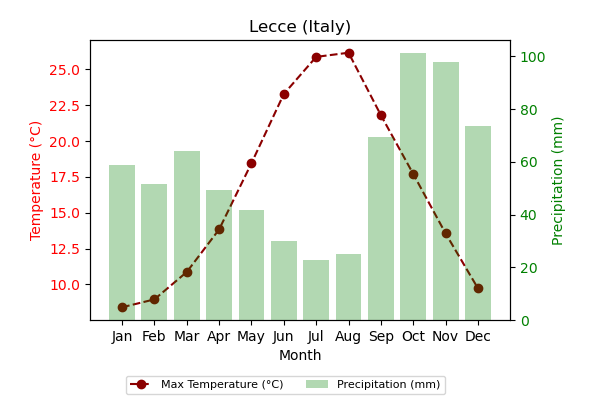 Lecce (Italy)
25.0
22.5
20.0
17.5
15.0
12.5
10.0
Temperature (°C)
100
80
60
40
20
0
Precipitation (mm)
Jan Feb Mar Apr May Jun Jul Aug Sep Oct Nov Dec
Month
Max Temperature (°C) Precipitation (mm)